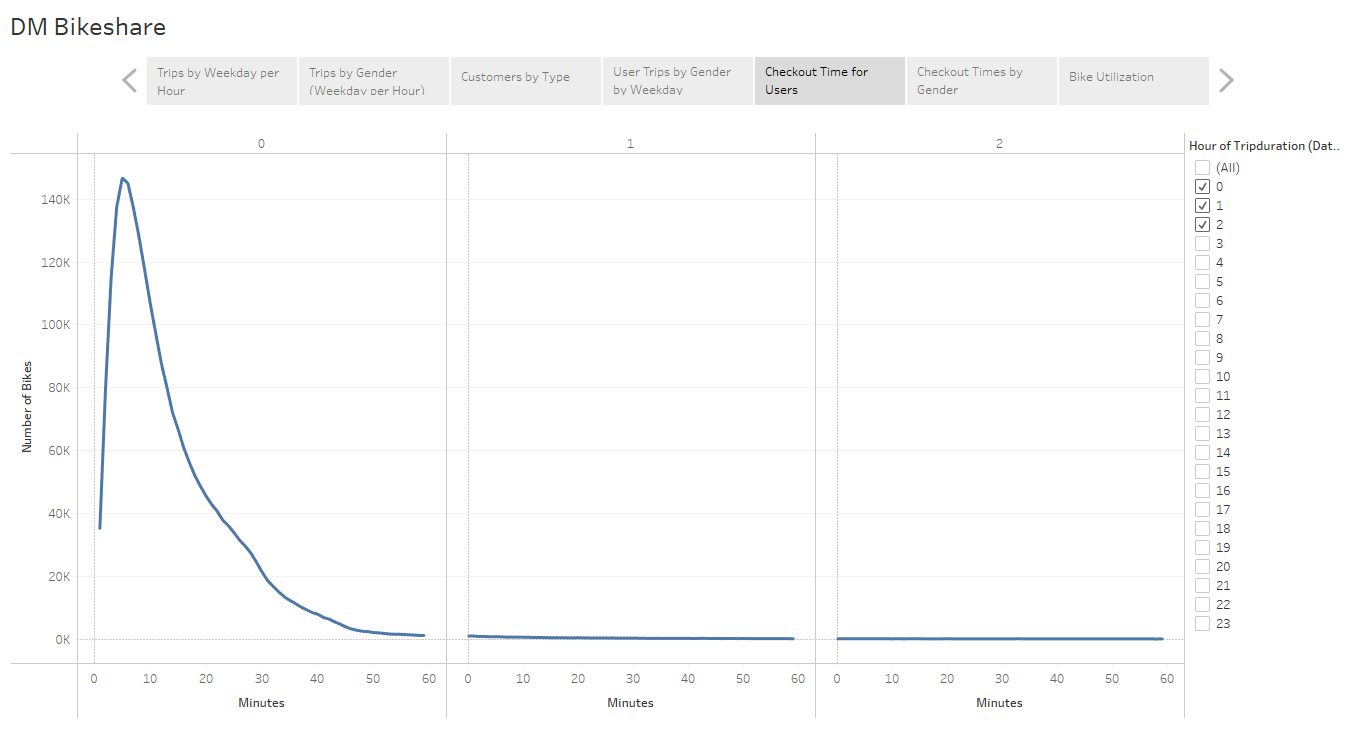 DM Bikeshare
Trips by Weekday per
Hour
Trips by Gender
(Weekday per Hour)
Customers by Type
User Trips by Gender
by Weekday
Checkout Time for
Users
Checkout Times by
Gender
Bike Utilization
0
1
2
140K
120K
100K
80K
60K
40K
20K
0K
Number of Bikes
0 10 20 30 40 50 60
0 10 20 30 40 50 60
0 10 20 30 40 50 60
Minutes
Minutes
Minutes
Hour of Tripduration (Dat..
(All)
0
1
2
3
4
5
6
7
8
9
10
11
12
13
14
15
16
17
18
19
20
21
22
23